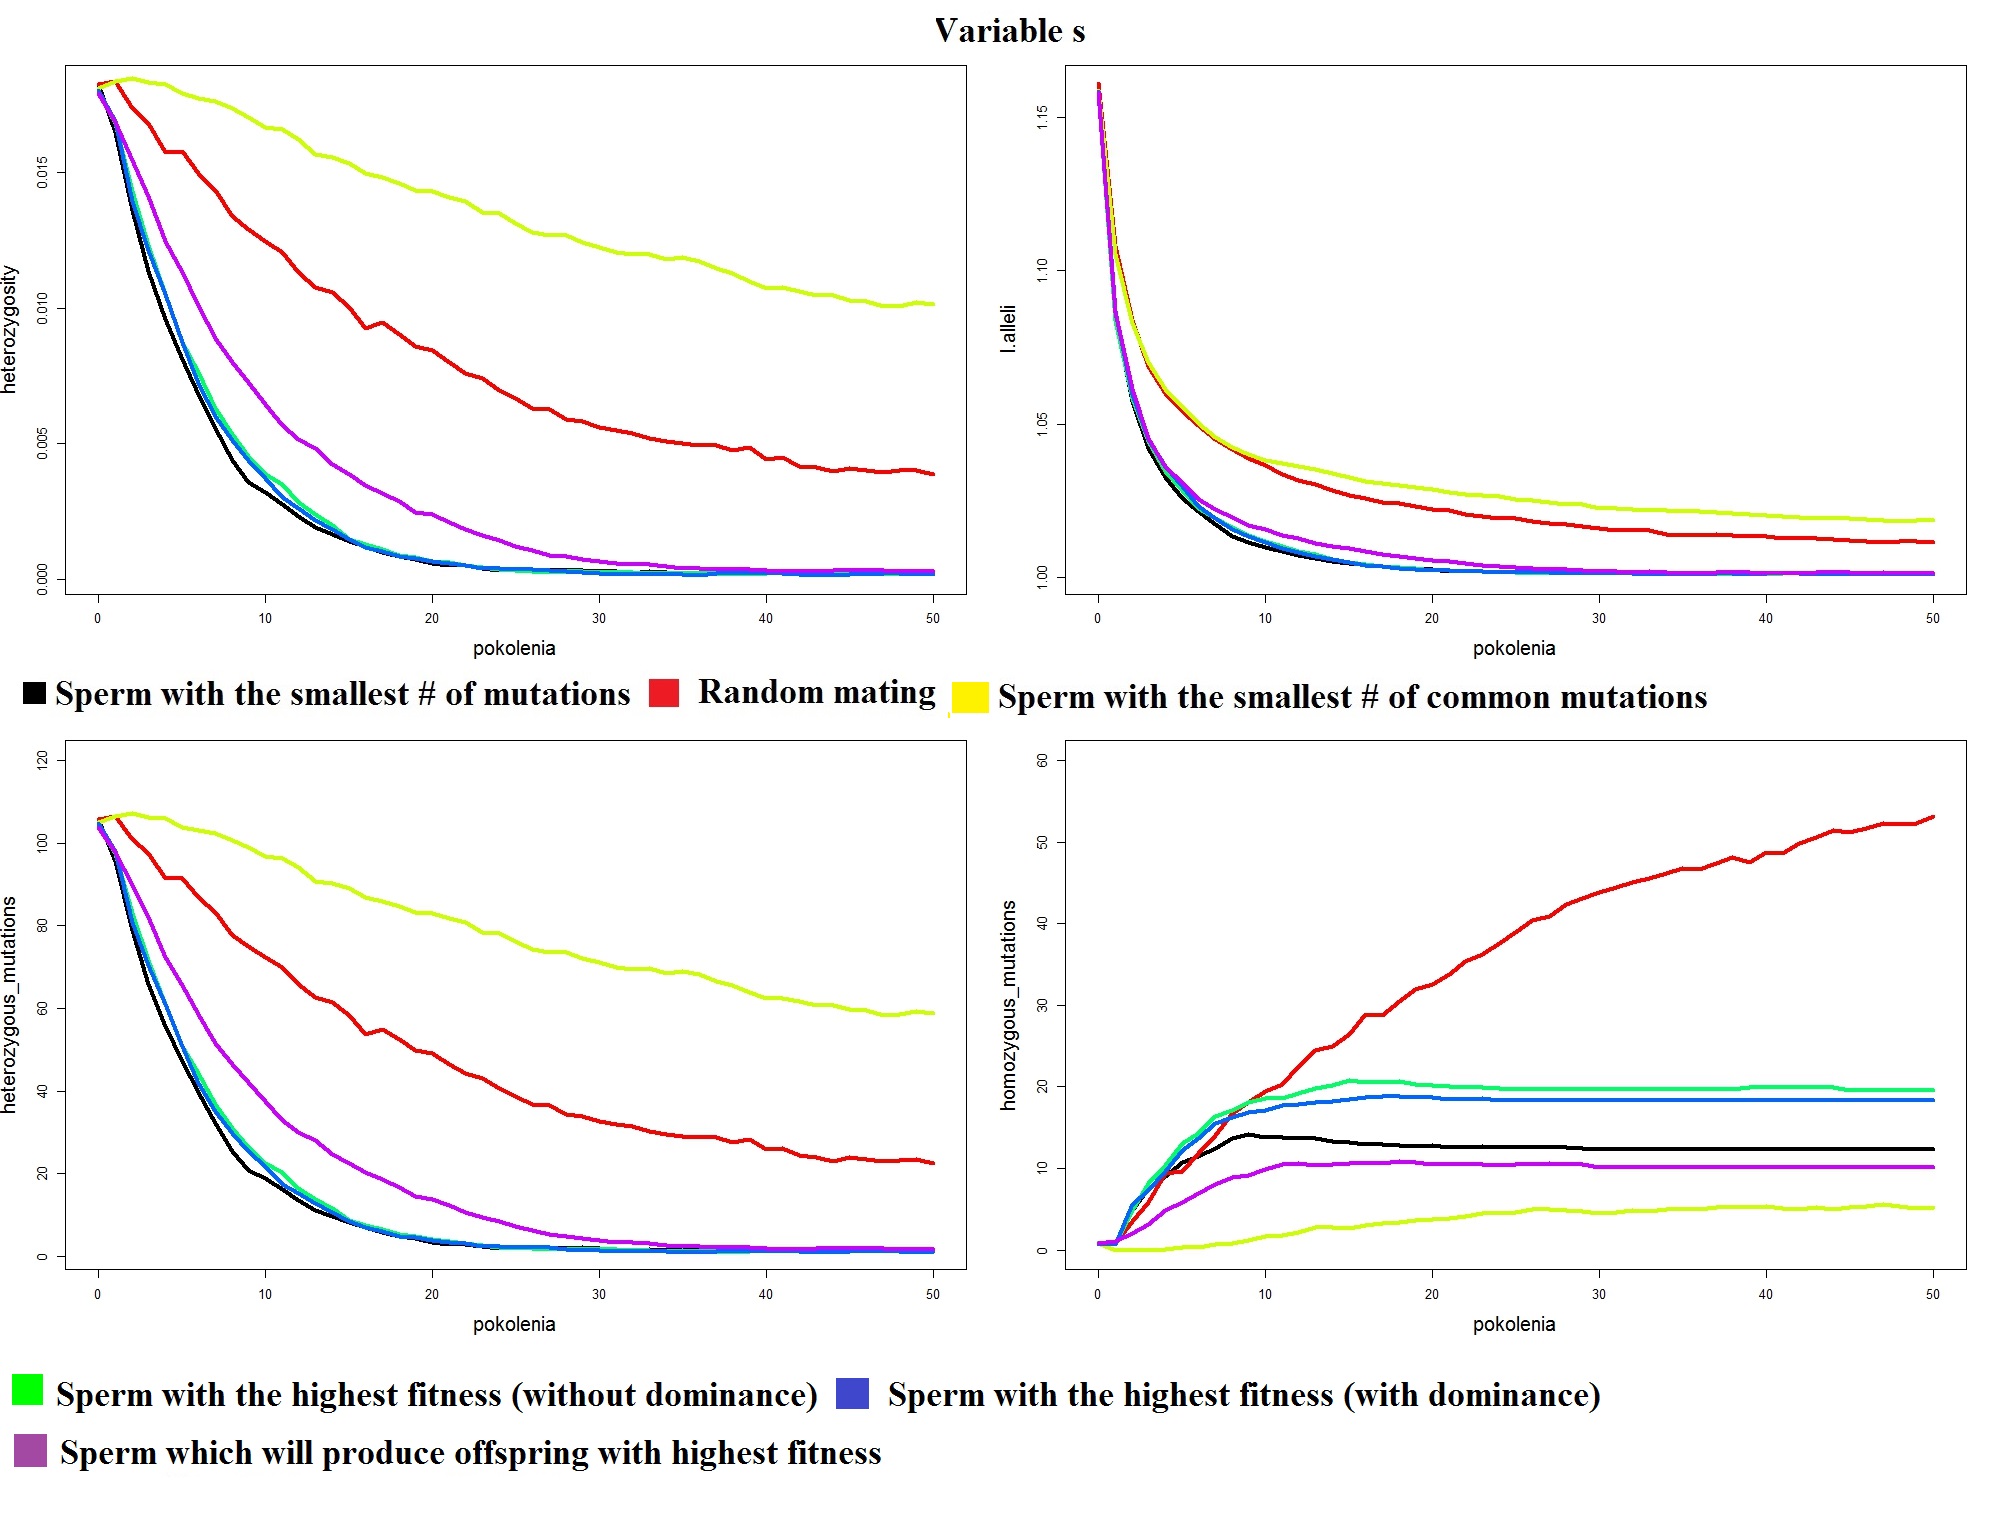 Variable s
heterozygosity
0.000 0.005 0.010 0.015
0 10 20 30 40 50
pokolenia
l.alleli
1.00 1.05 1.10 1.15
0 10 20 30 40 50
pokolenia
Sperm with the smallest # of mutations Random mating Sperm with the smallest # of common mutations
heterozygous_mutations
0 20 40 60 80 100 120
0 10 20 30 40 50
pokolenia
homozygous_mutations
0 10 20 30 40 50 60
0 10 20 30 40 50
pokolenia
Sperm with the highest fitness (without dominance) Sperm with the highest fitness (with dominance)
Sperm which will produce offspring with highest fitness